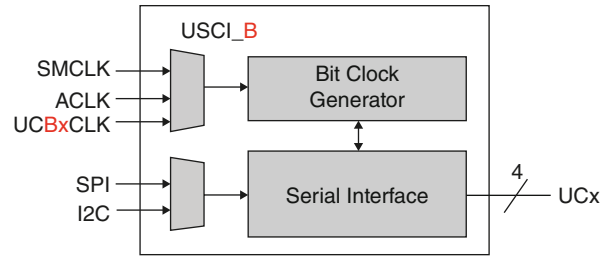 USCI_B
SMCLK
ACLK
UCBxCLK
Bit Clock
Generator
SPI
I2C
Serial Interface
4
UCx